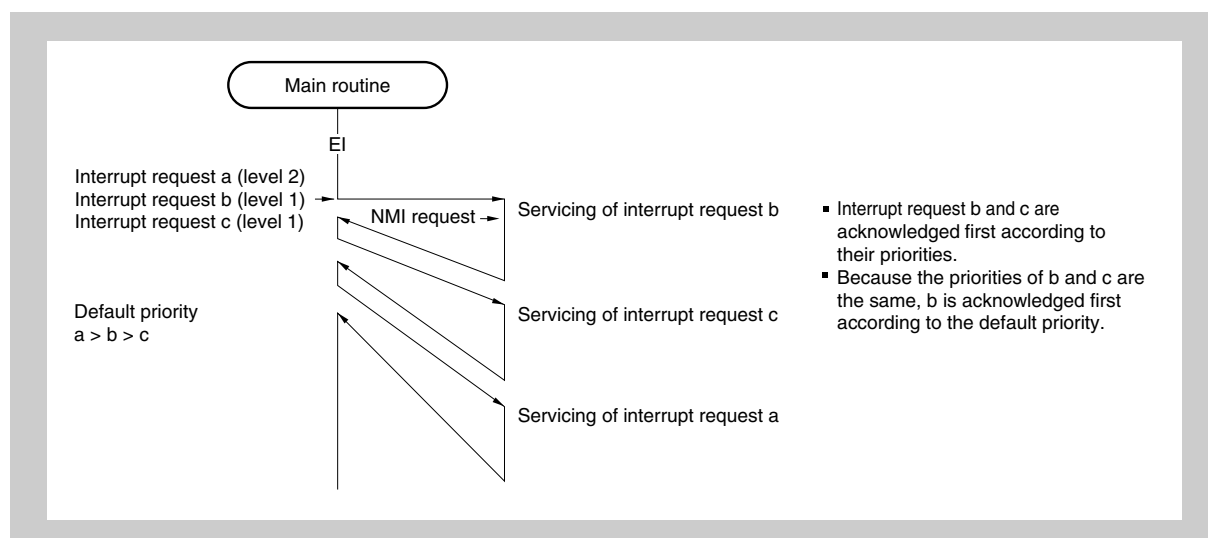 Main routine
EI
Interrupt request a (level 2)
Interrupt request b (level 1)
Interrupt request c (level 1)
NMI request
Servicing of interrupt request b
▪ Interrupt request b and c are
acknowledged first according to
their priorities.
▪ Because the priorities of b and c are
the same, b is acknowledged first
according to the default priority.
Default priority
a > b > c
Servicing of interrupt request c
Servicing of interrupt request a